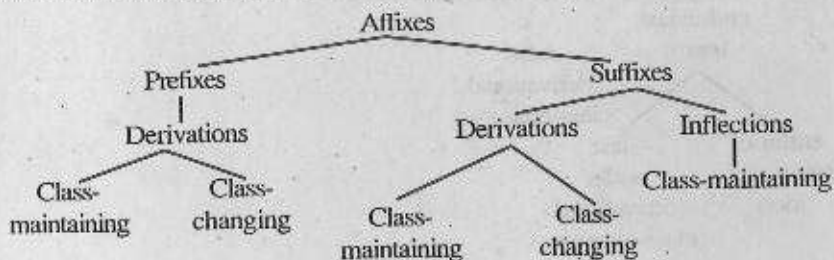 Affixes
Prefixes
Suffixes
Derivations
Derivations
Inflections
Class-
maintaining
Class-
changing
Class-
maintaining
Class-
changing
Class-maintaining